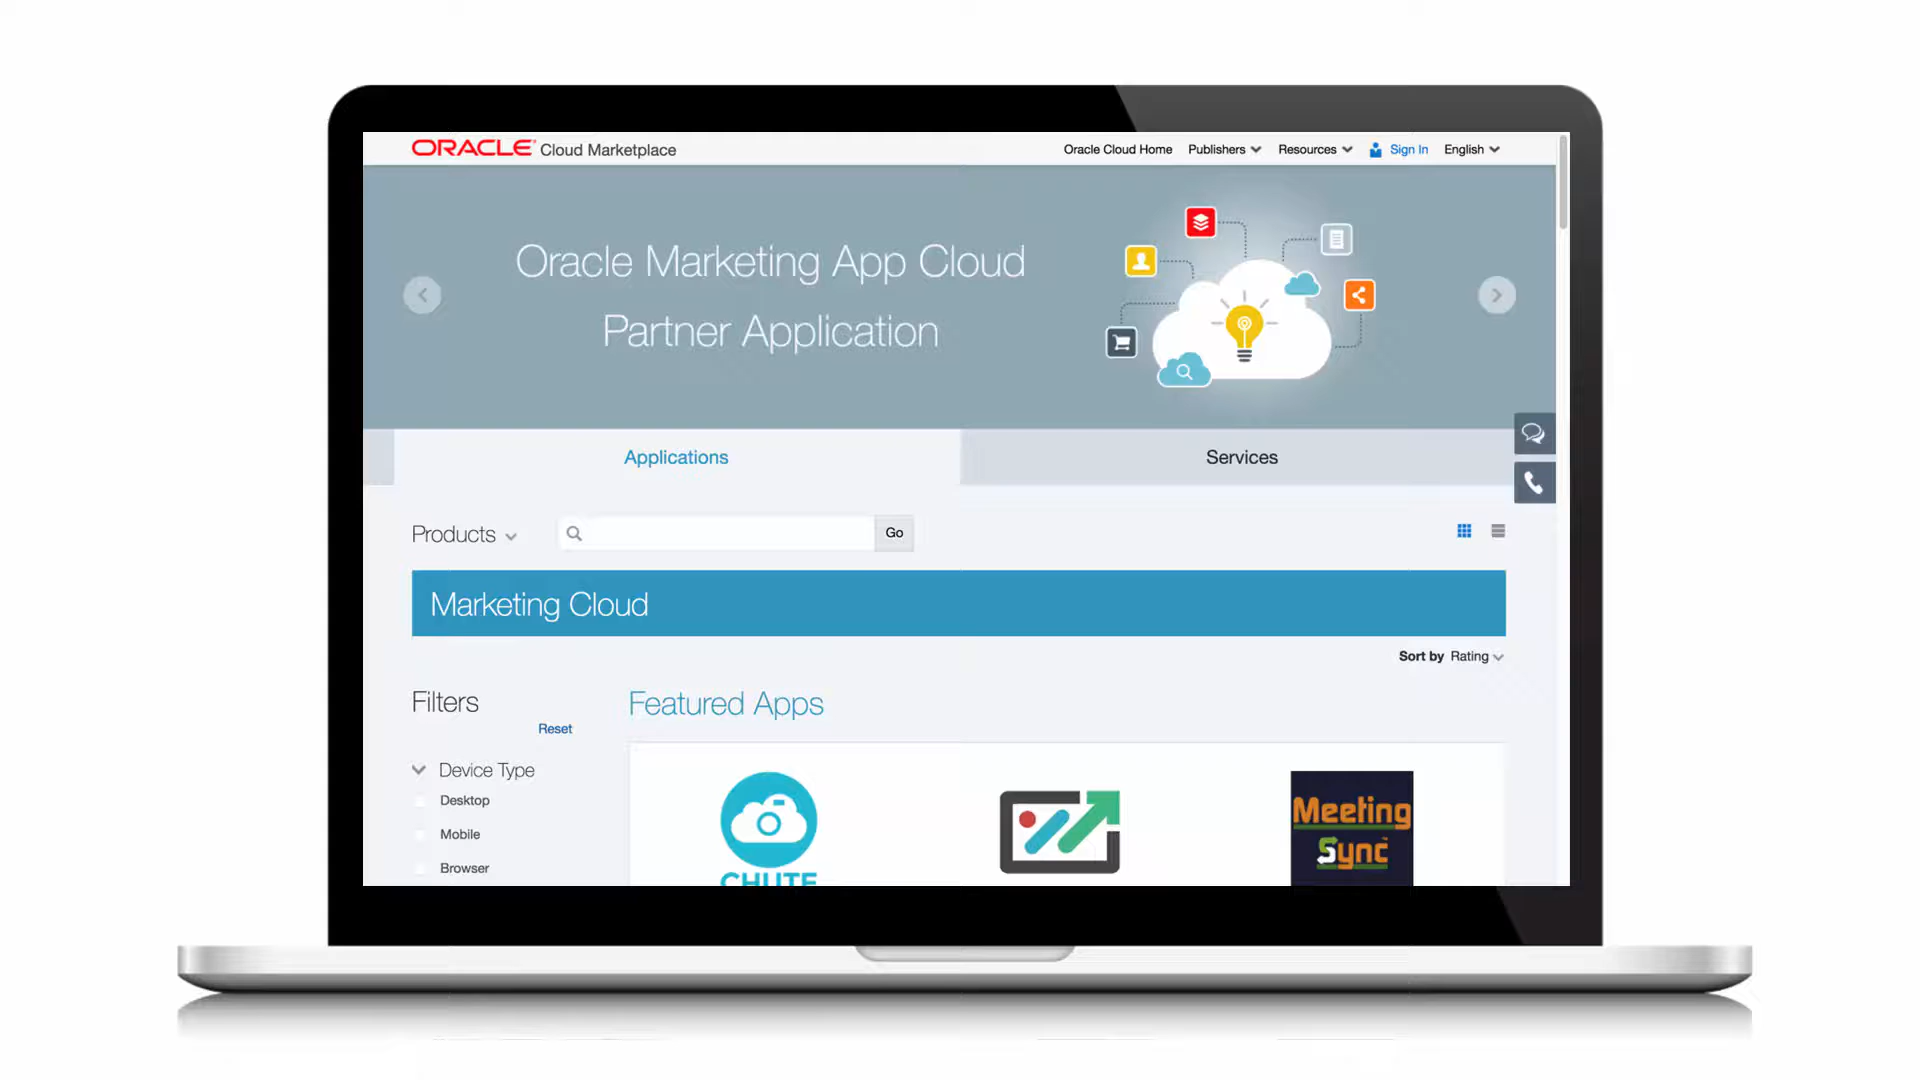 ORACLE Cloud Marketplace
Oracle Cloud Home Publishers Resources Sign In English
Oracle Marketing App Cloud
Partner Application
Applications Services
Products Go
Marketing Cloud
Sort by Rating
Filters
Reset
Featured Apps
Device Type
Desktop
Mobile
Browser
CHUTE
Meeting
Sync